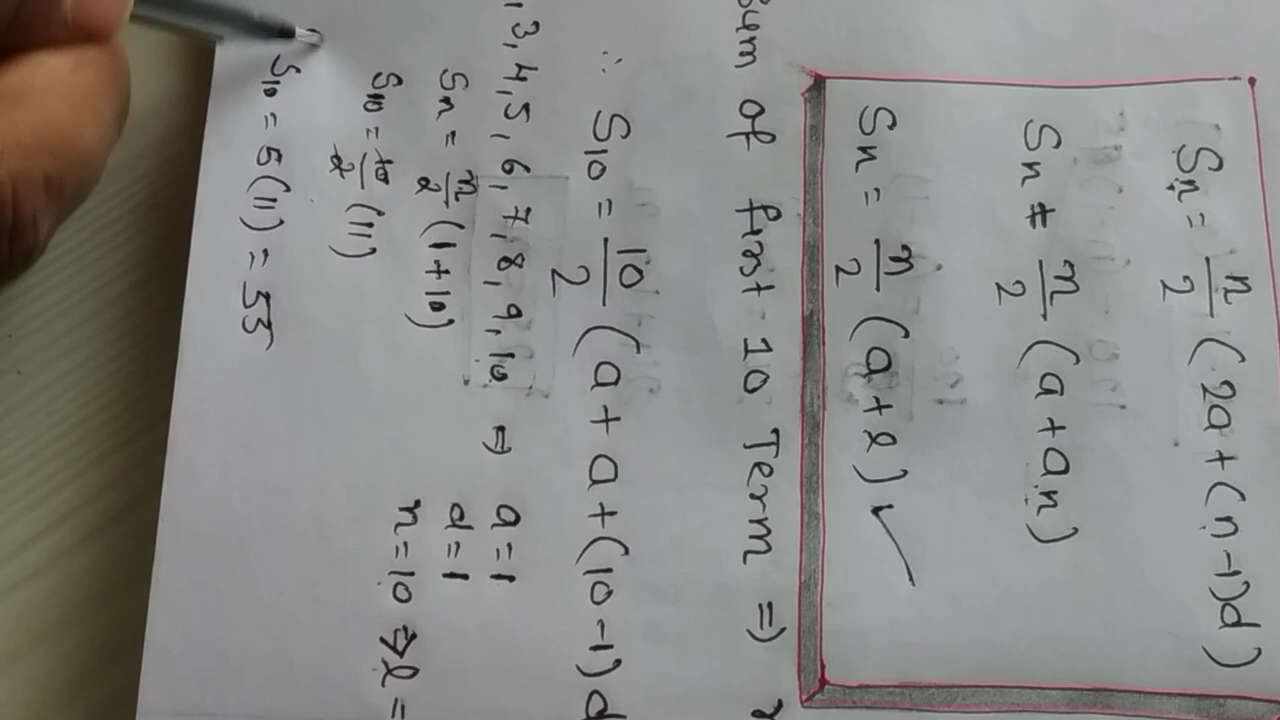 Sn = n/2 (2a + (n-1)d)
Sn = n/2 (a + an)
Sn = n/2 (a + l) ✓
Sum of first 10 Term ⇒
∴ S10 = 10/2 (a + a + (10-1)d
, 3, 4, 5, 6, 7, 8, 9, 10 ⇒ a = 1
Sn = n/2 (1+10) d = 1
S10 = 10/2 (11) n = 10 ⇒ l =
S10 = 5 (11) = 55